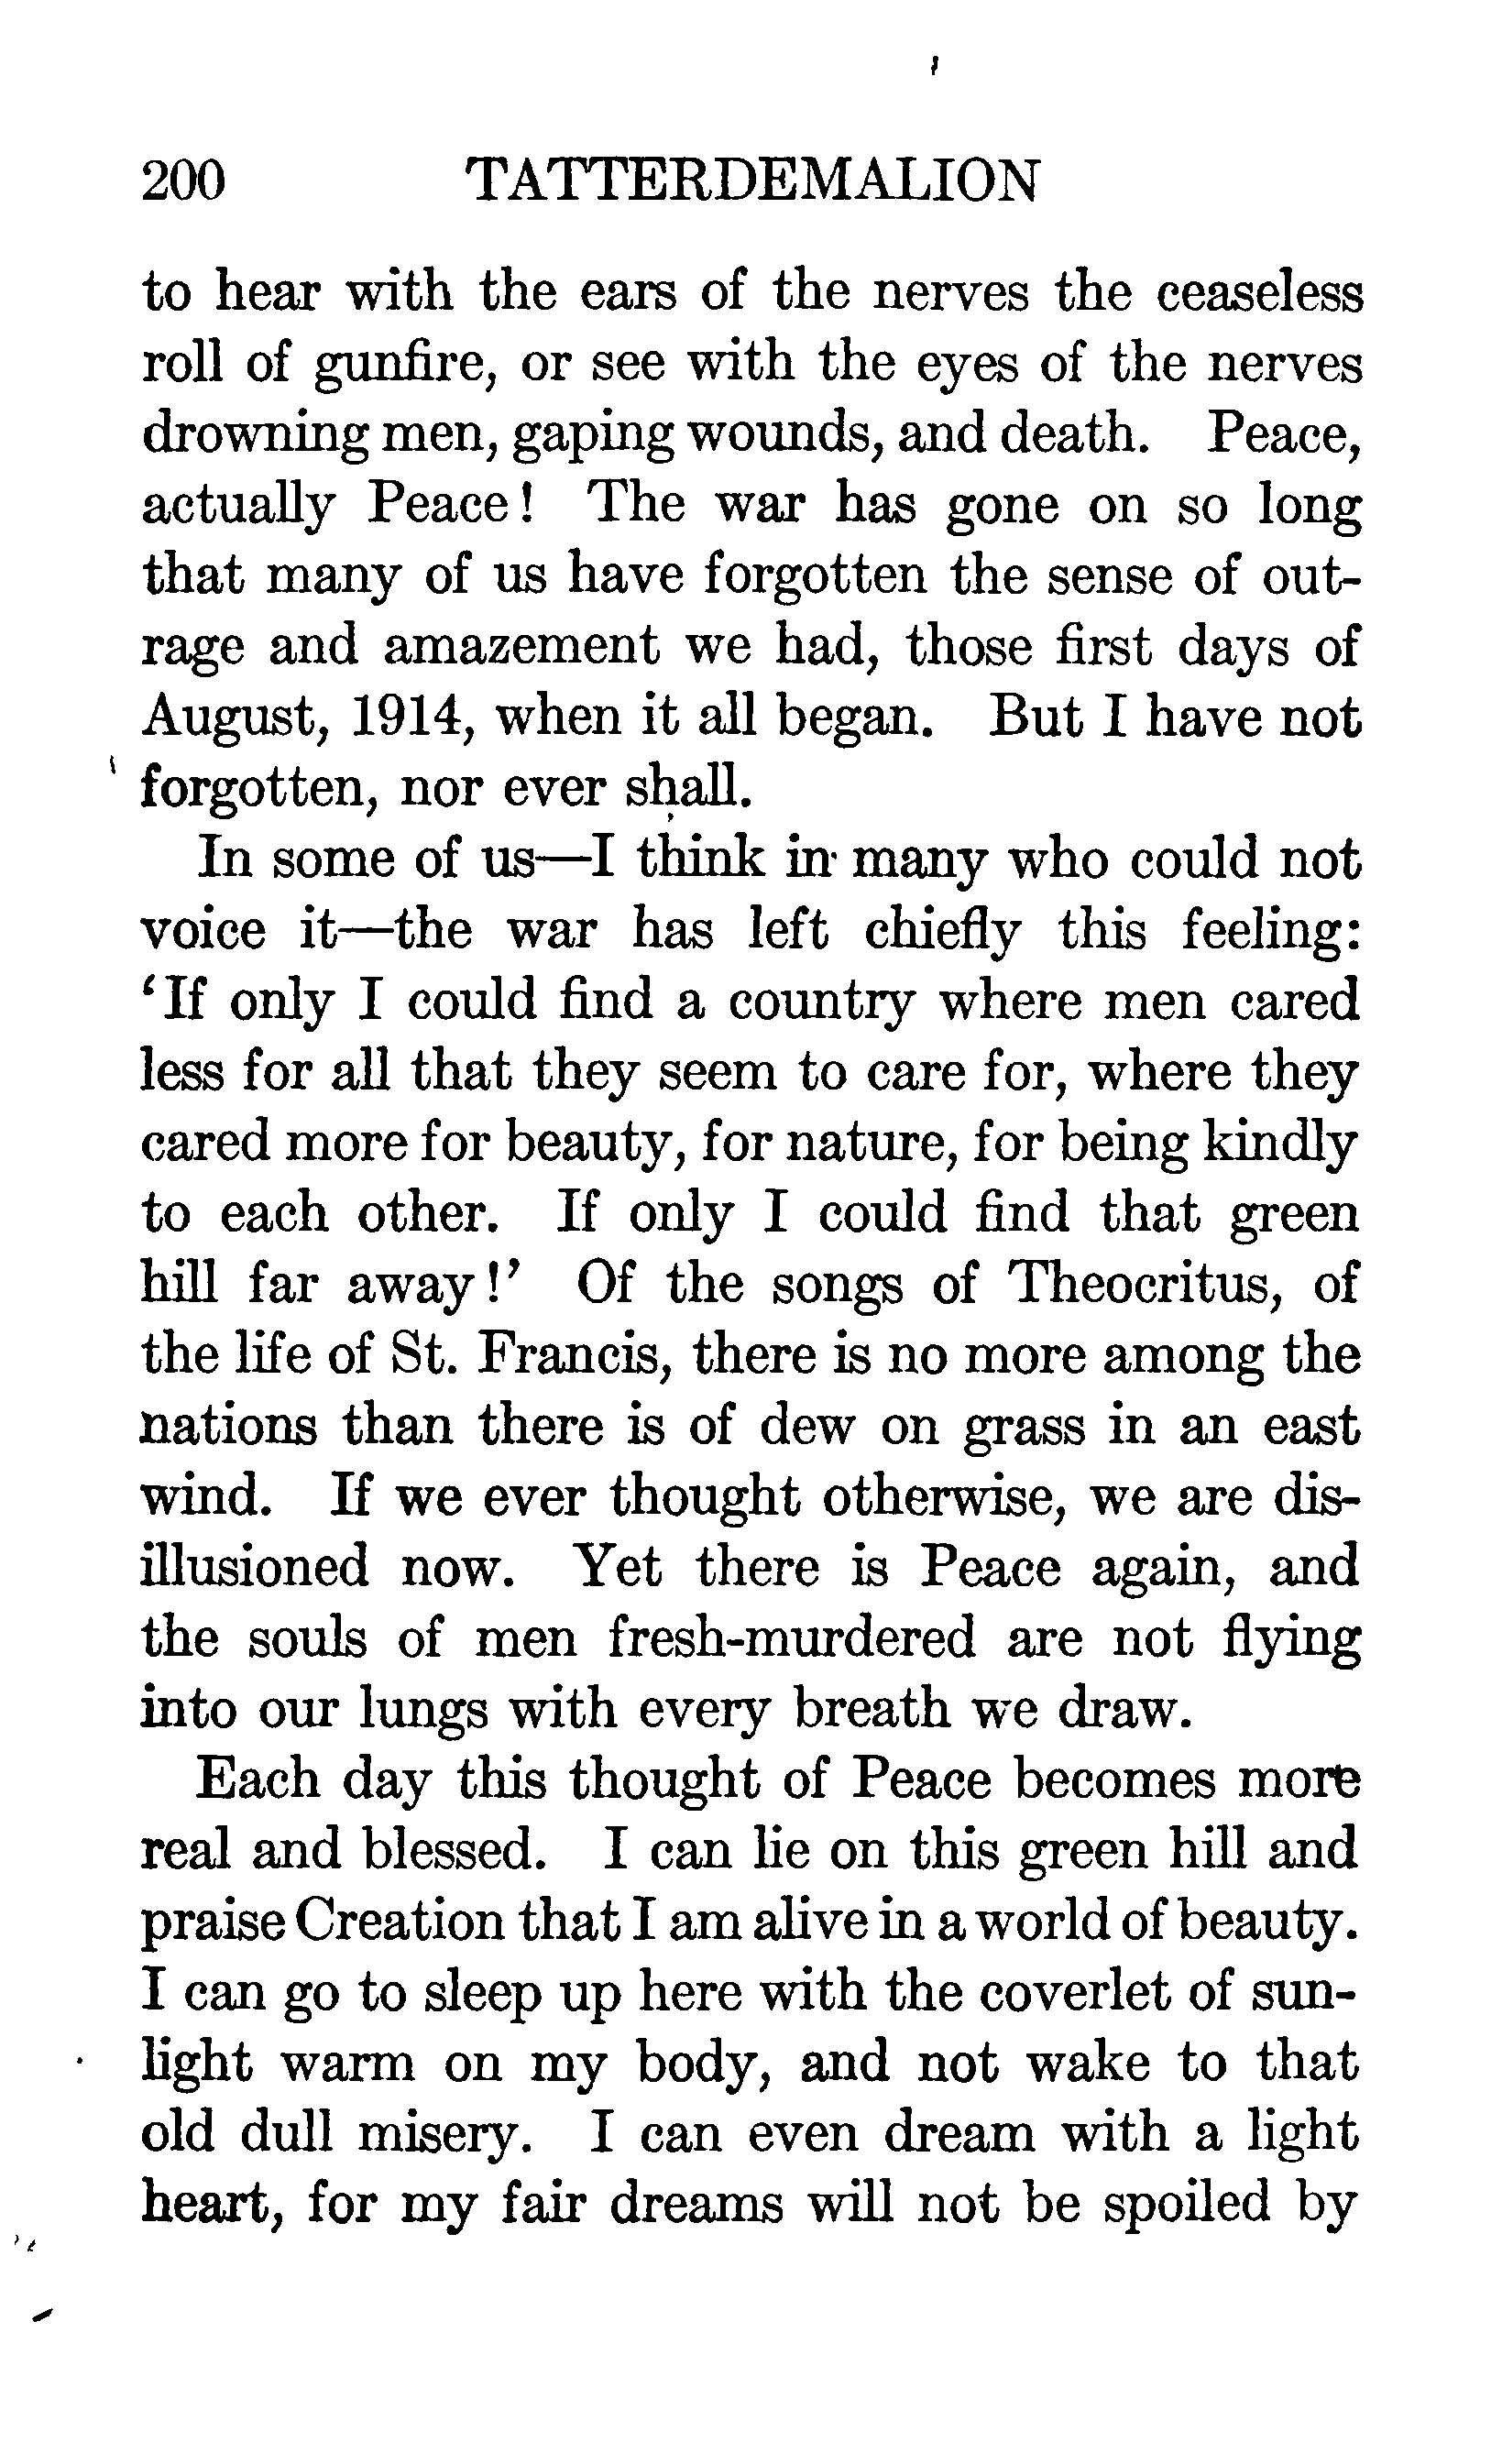 200 TATTERDEMALION
to hear with the ears of the nerves the ceaseless
roll of gunfire, or see with the eyes of the nerves
drowning men, gaping wounds, and death. Peace,
actually Peace! The war has gone on so long
that many of us have forgotten the sense of out-
rage and amazement we had, those first days of
August, 1914, when it all began. But I have not
forgotten, nor ever shall.
In some of us—I think in many who could not
voice it—the war has left chiefly this feeling:
‘If only I could find a country where men cared
less for all that they seem to care for, where they
cared more for beauty, for nature, for being kindly
to each other. If only I could find that green
hill far away!’ Of the songs of Theocritus, of
the life of St. Francis, there is no more among the
nations than there is of dew on grass in an east
wind. If we ever thought otherwise, we are dis-
illusioned now. Yet there is Peace again, and
the souls of men fresh-murdered are not flying
into our lungs with every breath we draw.
Each day this thought of Peace becomes more
real and blessed. I can lie on this green hill and
praise Creation that I am alive in a world of beauty.
I can go to sleep up here with the coverlet of sun-
light warm on my body, and not wake to that
old dull misery. I can even dream with a light
heart, for my fair dreams will not be spoiled by